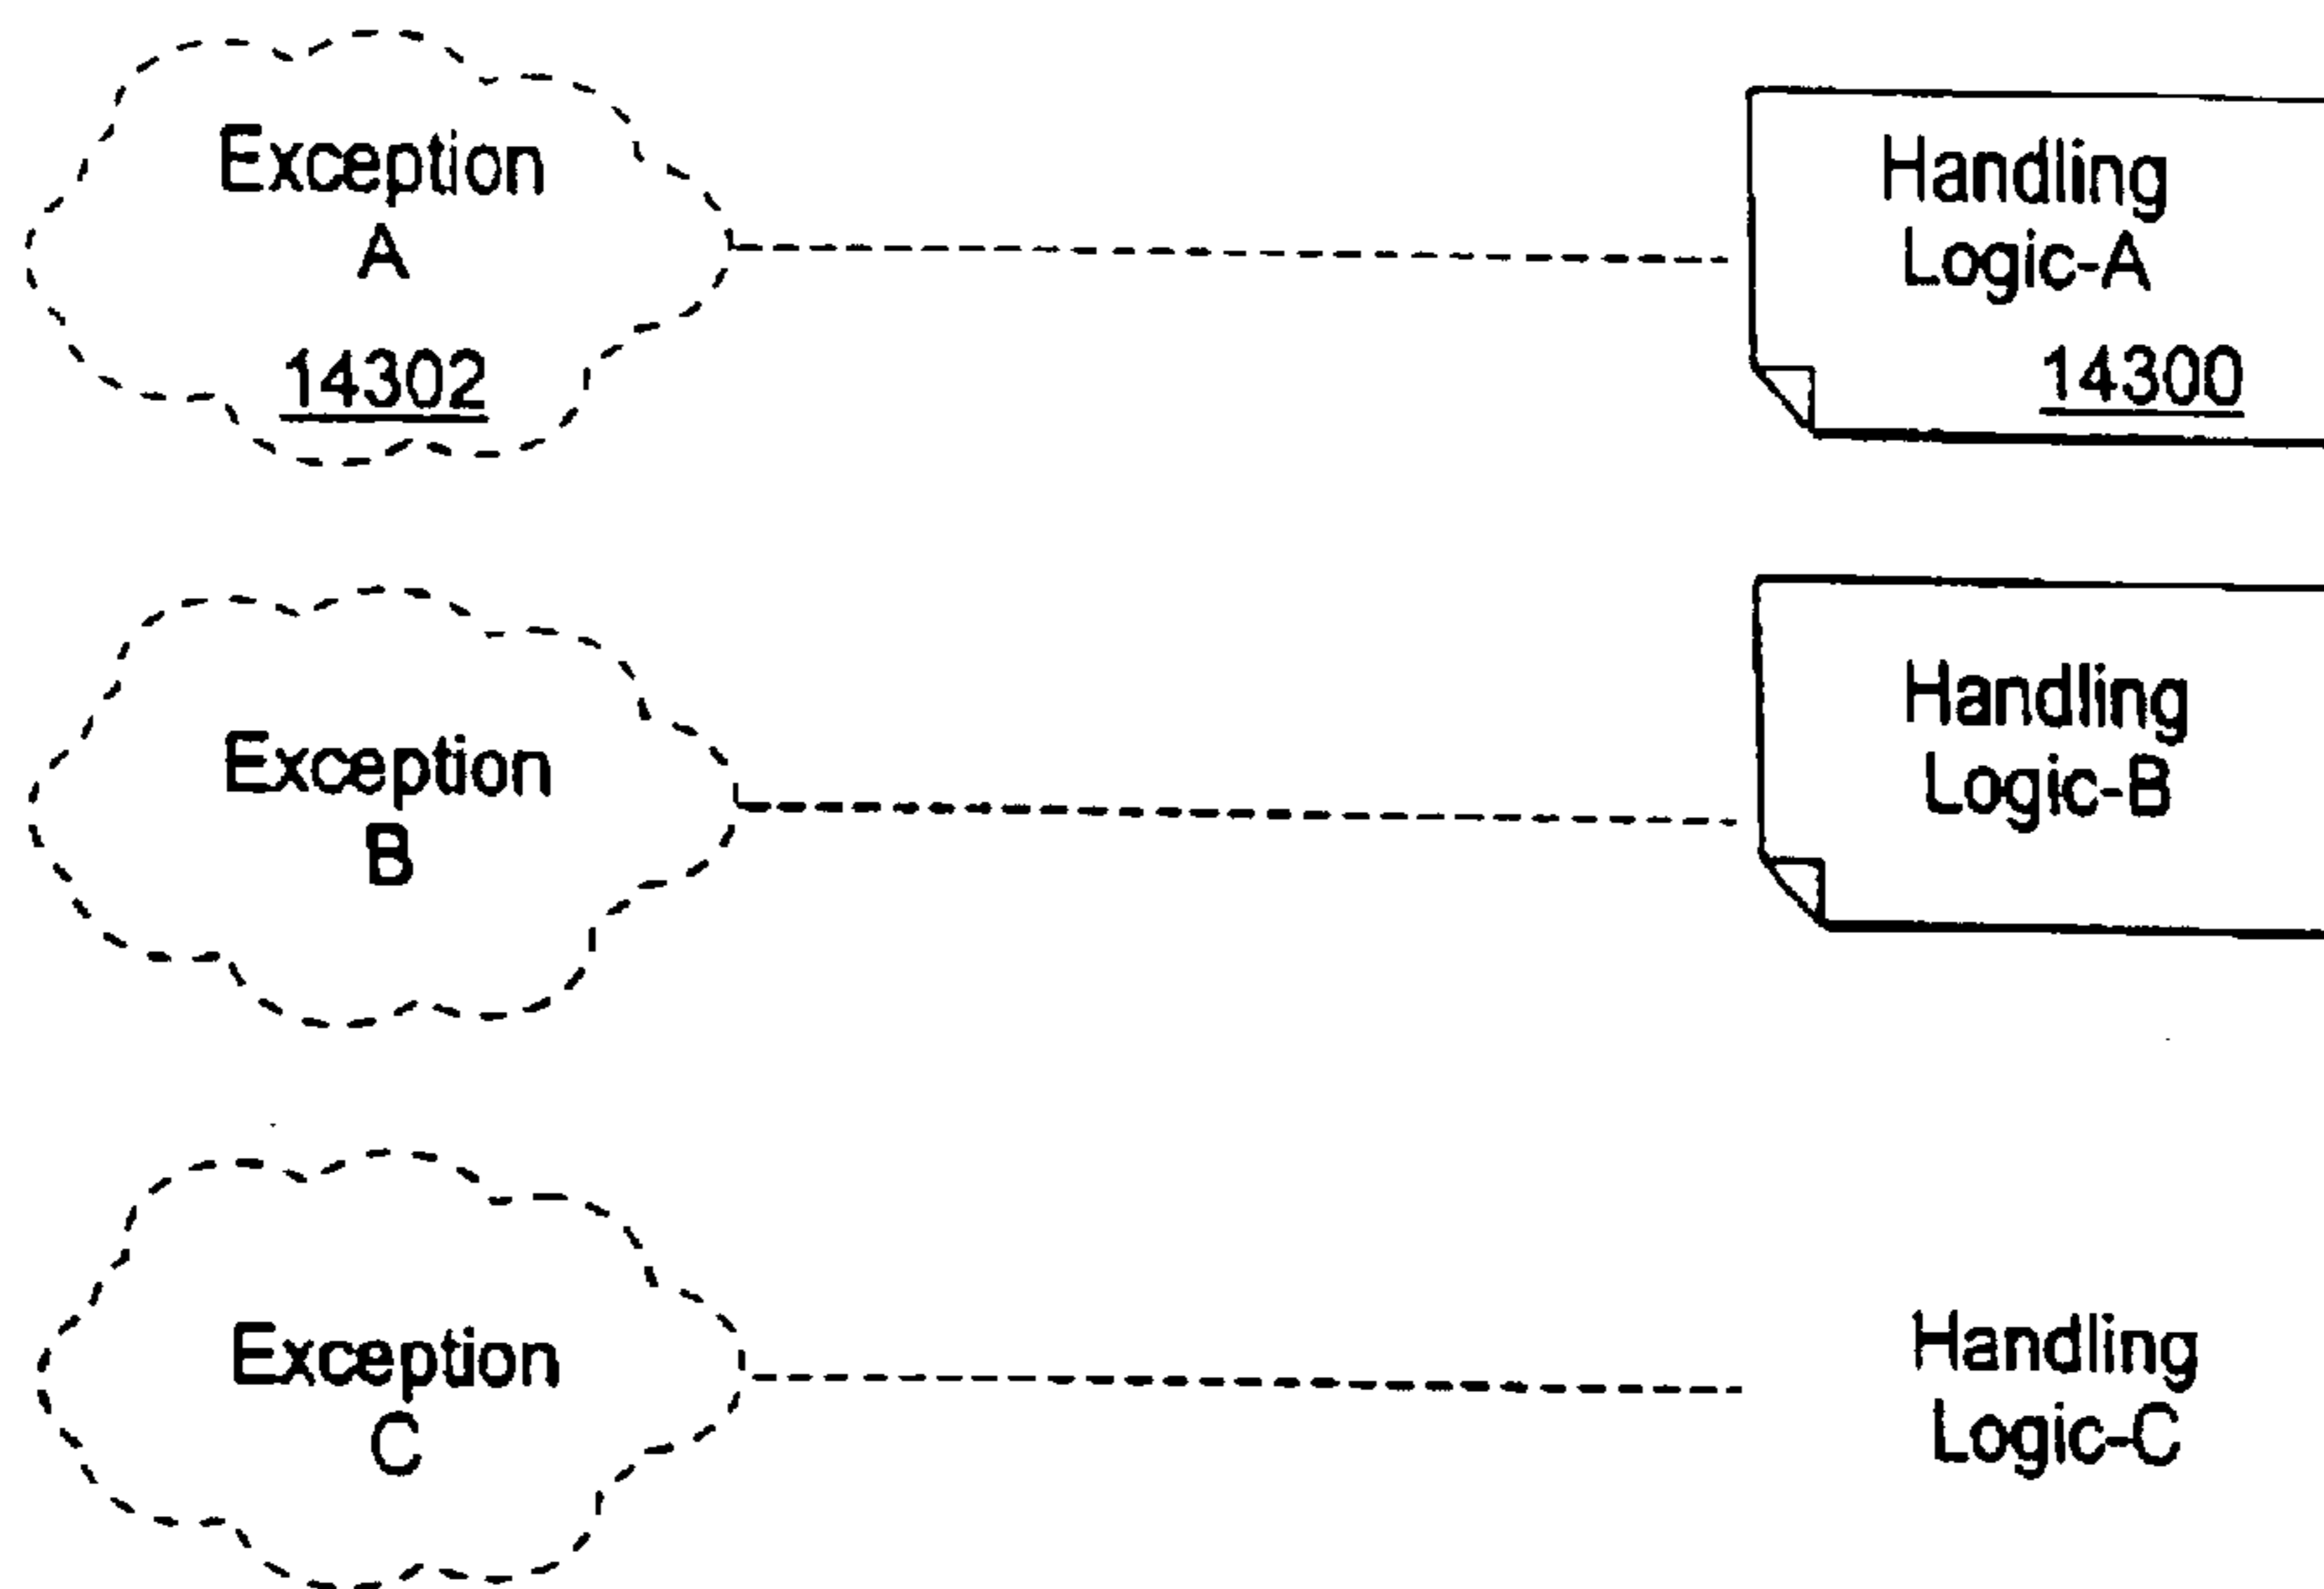 Exception
A
14302
Handling
Logic-A
14300
Exception
B
Handling
Logic-B
Exception
C
Handling
Logic-C